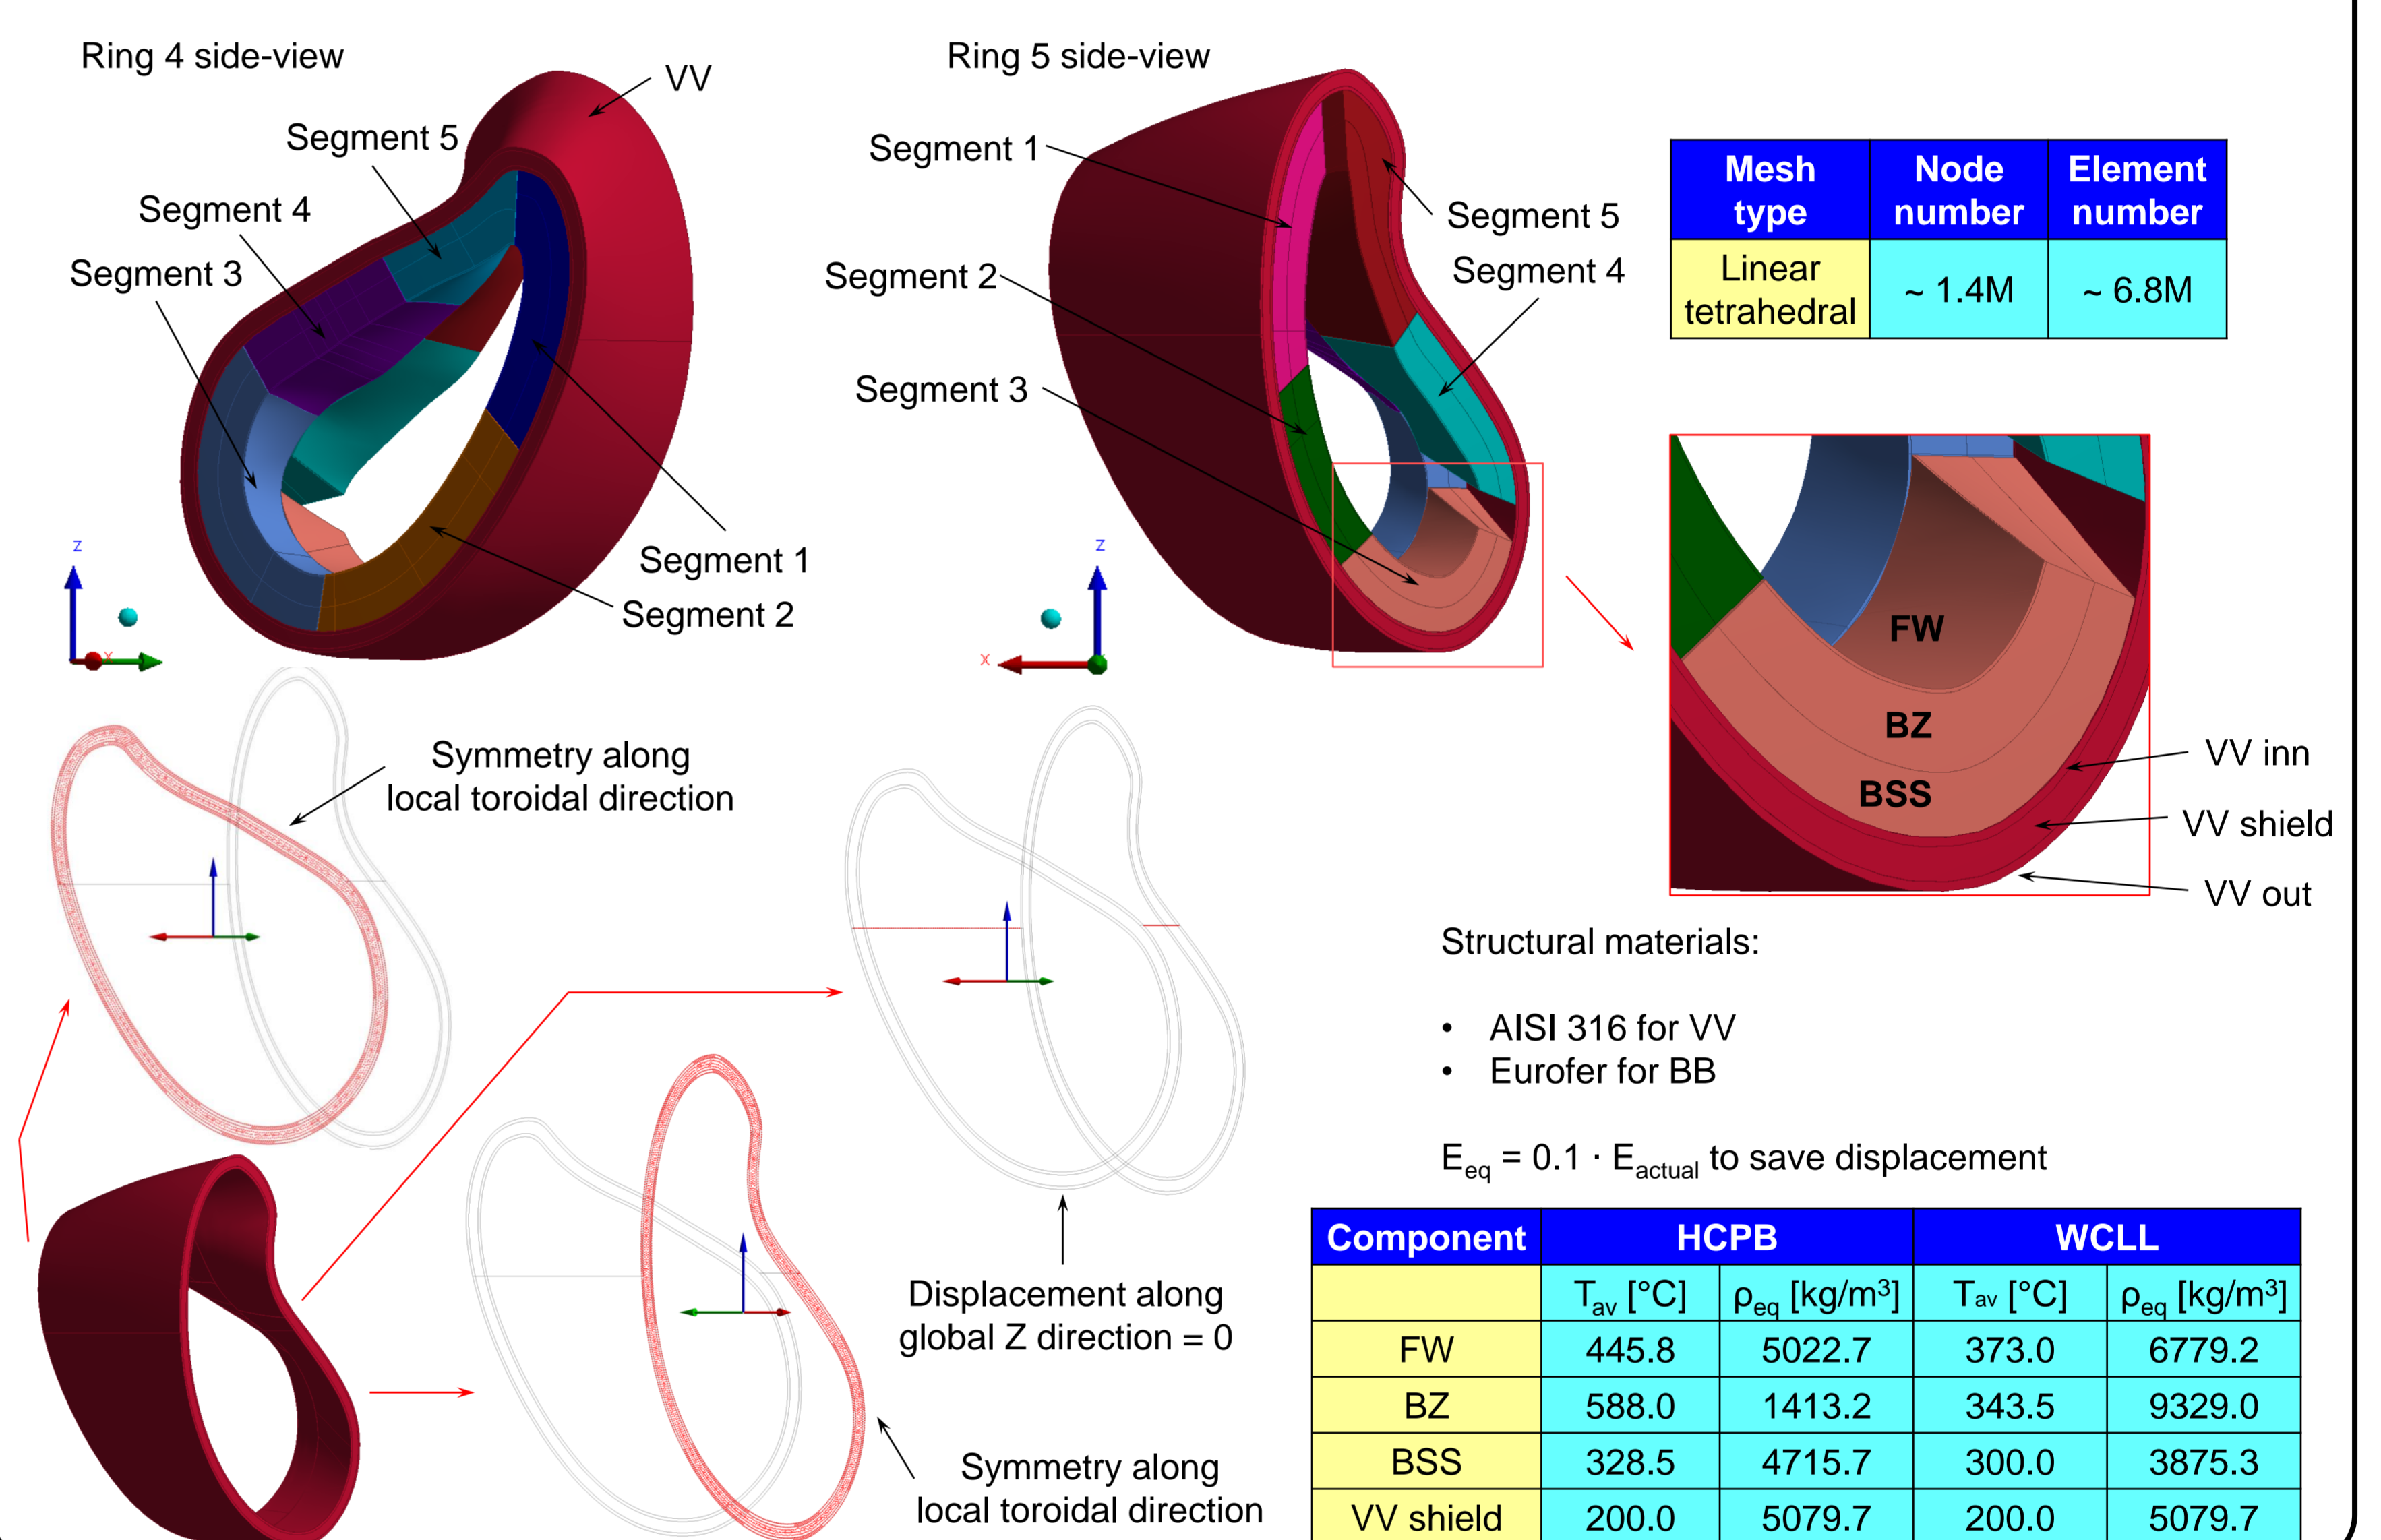 Ring 4 side-view
VV
Segment 5
Segment 4
Segment 3
Segment 1
Segment 2
z
x
Ring 5 side-view
Segment 1
Segment 2
Segment 3
Segment 5
Segment 4
z
x
Mesh type | Node number | Element number
Linear tetrahedral | ~ 1.4M | ~ 6.8M
FW
BZ
BSS
VV inn
VV shield
VV out
Symmetry along
local toroidal direction
Displacement along
global Z direction = 0
Symmetry along
local toroidal direction
Structural materials:
• AISI 316 for VV
• Eurofer for BB
E_eq = 0.1 · E_actual to save displacement
Component | HCPB | WCLL
T_av [°C] | ρ_eq [kg/m³] | T_av [°C] | ρ_eq [kg/m³]
FW | 445.8 | 5022.7 | 373.0 | 6779.2
BZ | 588.0 | 1413.2 | 343.5 | 9329.0
BSS | 328.5 | 4715.7 | 300.0 | 3875.3
VV shield | 200.0 | 5079.7 | 200.0 | 5079.7